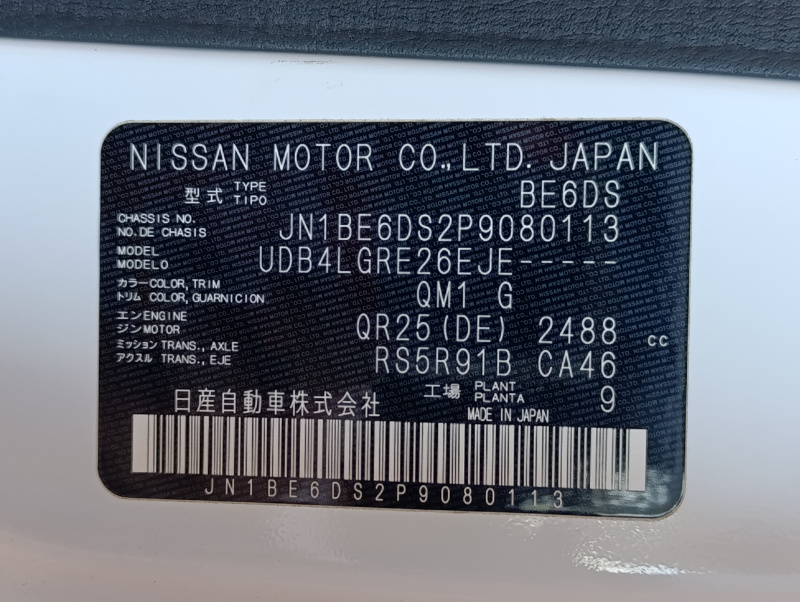 NISSAN MOTOR CO.,LTD. JAPAN
型式 TYPE TIPO BE6DS
CHASSIS NO. NO.DE CHASIS JN1BE6DS2P9080113
MODEL MODELO UDB4LGRE26EJE-----
カラー COLOR, TRIM トリム COLOR, GUARNICION QM1 G
エンジン ENGINE MOTOR QR25(DE) 2488 cc
ミッション TRANS., AXLE アクスル TRANS., EJE RS5R91B CA46
日産自動車株式会社 工場 PLANT PLANTA 9
MADE IN JAPAN
JN1BE6DS2P9080113